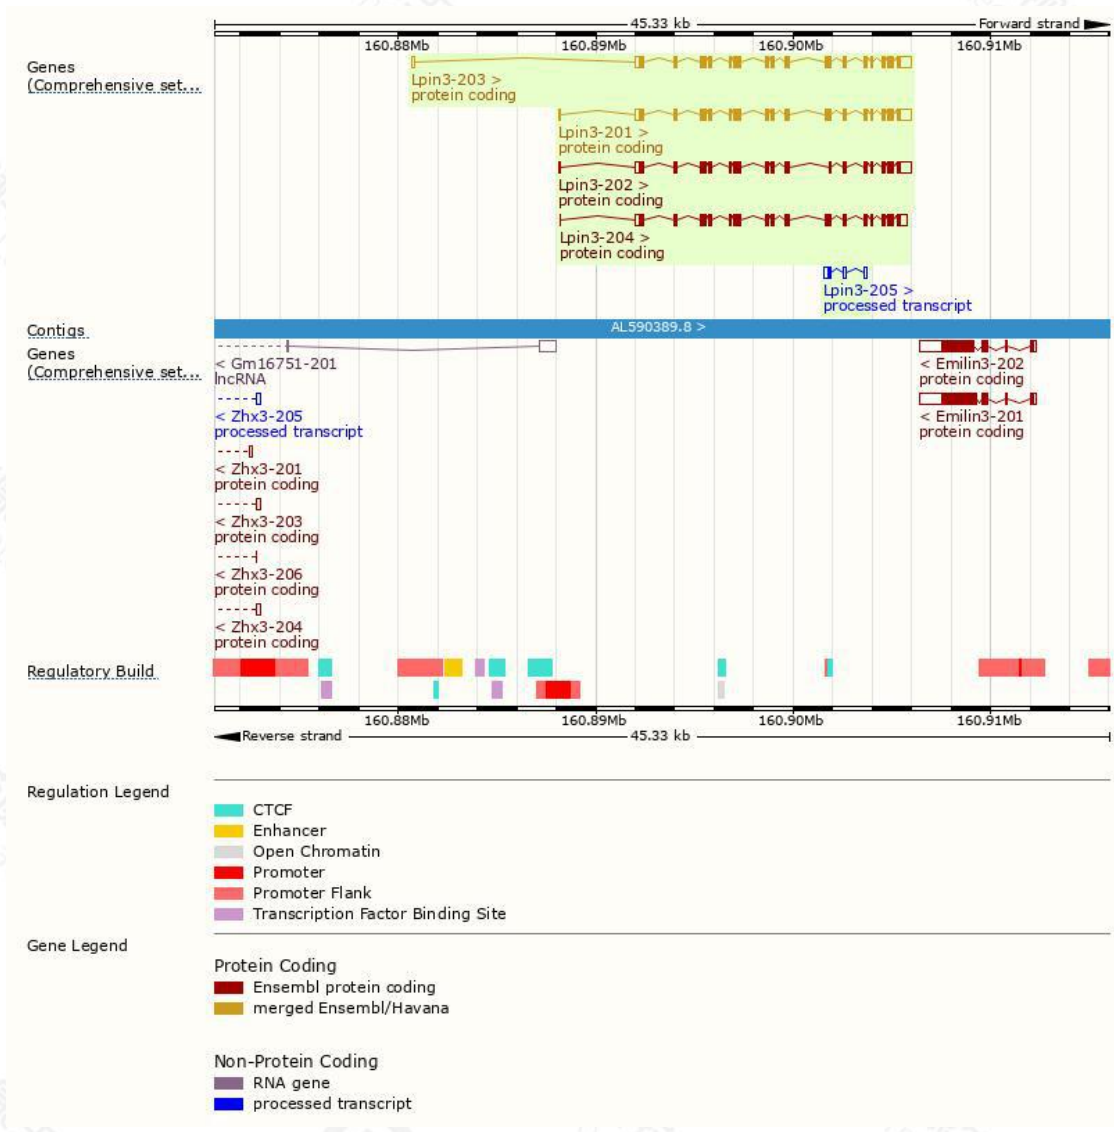 45.33 kb
Forward strand
160.88Mb 160.89Mb 160.90Mb 160.91Mb
Genes
(Comprehensive set...
Lpin3-203 >
protein coding
Lpin3-201 >
protein coding
Lpin3-202 >
protein coding
Lpin3-204 >
protein coding
Lpin3-205 >
processed transcript
Contigs
AL590389.8 >
Genes
(Comprehensive set...
< Gm16751-201
lncRNA
< Emilin3-202
protein coding
< Zhx3-205
processed transcript
< Emilin3-201
protein coding
< Zhx3-201
protein coding
< Zhx3-203
protein coding
< Zhx3-206
protein coding
< Zhx3-204
protein coding
Regulatory Build
160.88Mb 160.89Mb 160.90Mb 160.91Mb
Reverse strand
45.33 kb
Regulation Legend
CTCF
Enhancer
Open Chromatin
Promoter
Promoter Flank
Transcription Factor Binding Site
Gene Legend
Protein Coding
Ensembl protein coding
merged Ensembl/Havana
Non-Protein Coding
RNA gene
processed transcript